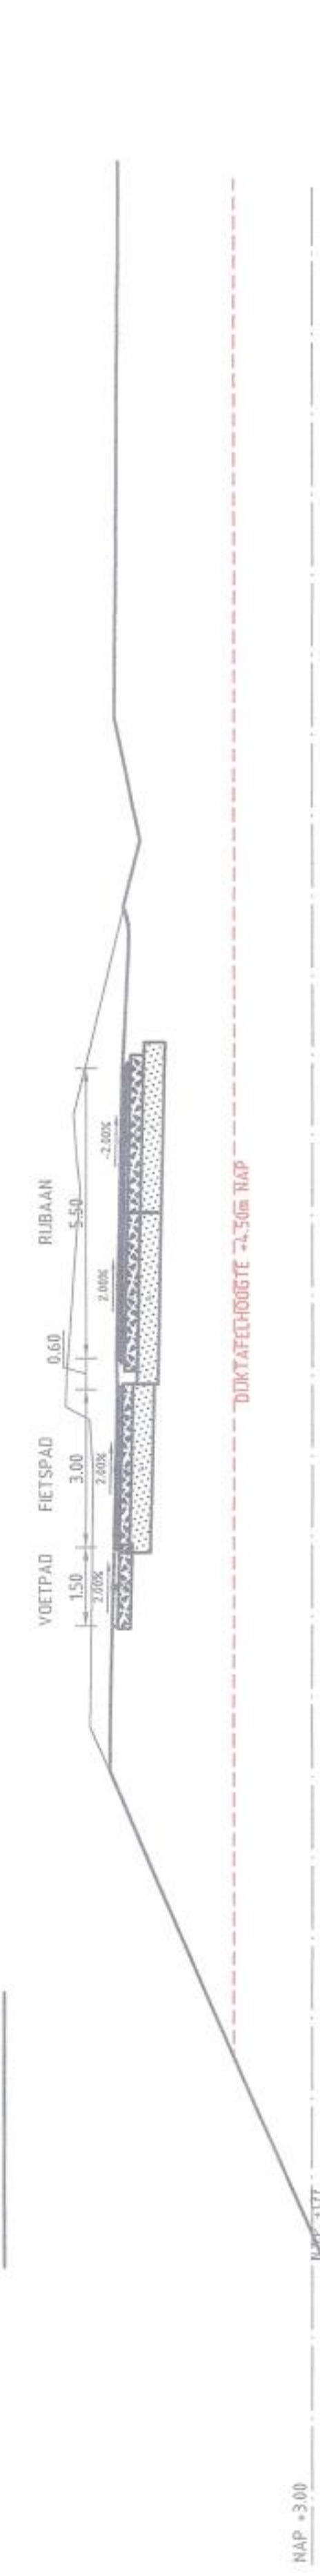 VOETPAD FIETSPAD RIJBAAN
1.50 3.00 0.60 5.50
2.00% 2.00% 2.00% -2.00%
DIJKTAFELHOOGTE +4.50m NAP
NAP +3.00